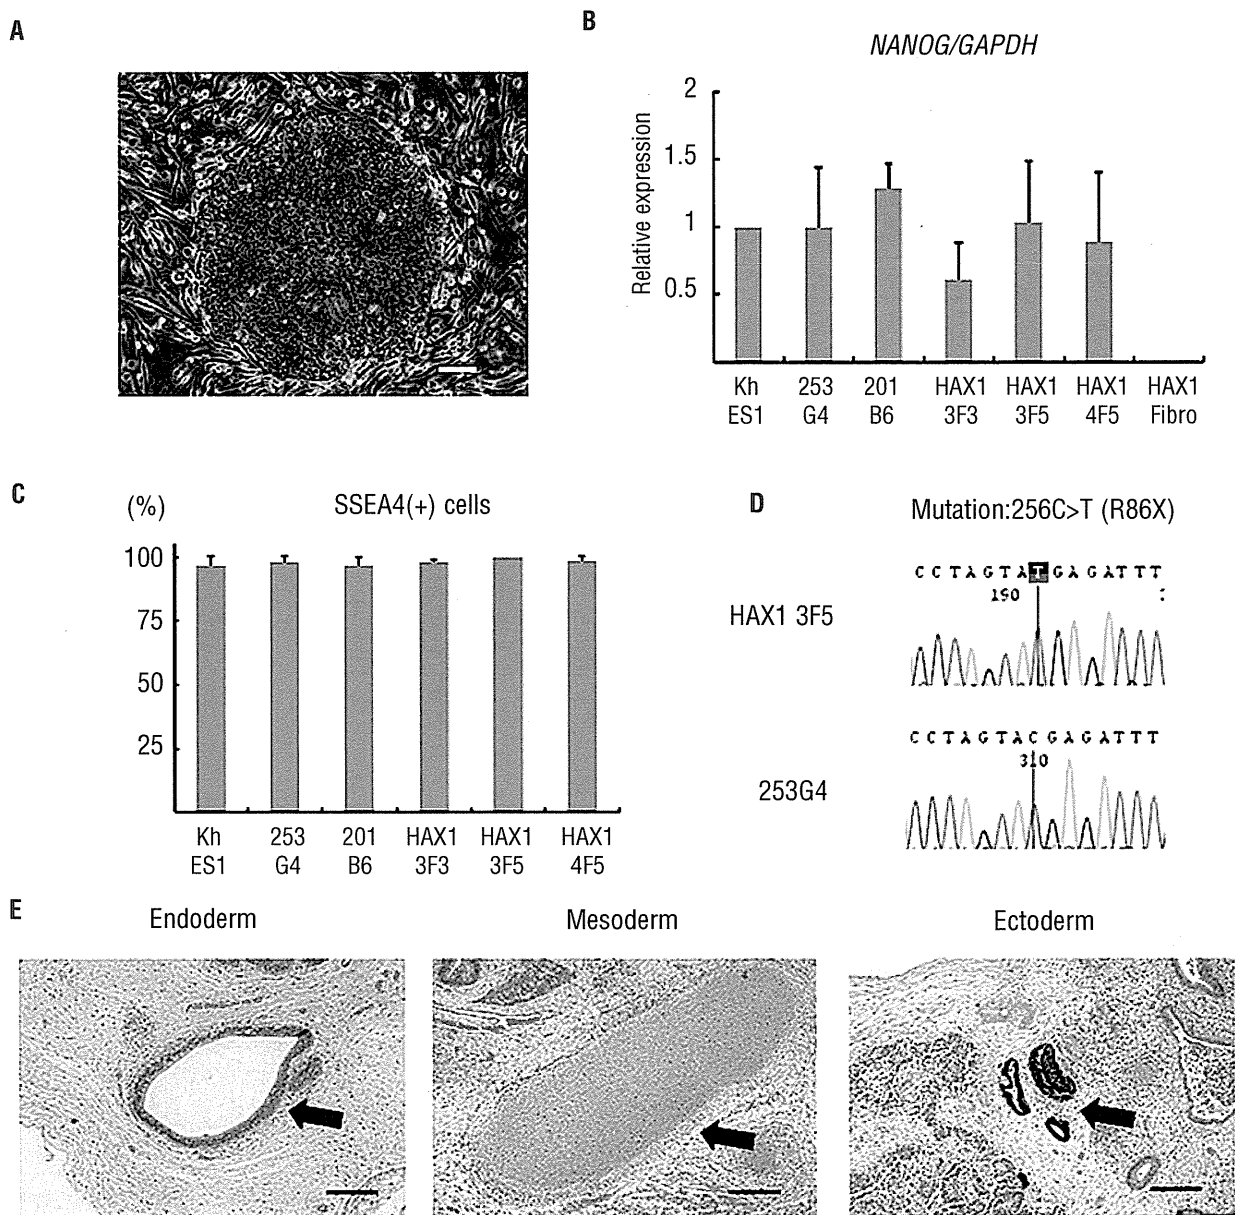 A
B
NANOG/GAPDH
Relative expression
2
1.5
1
0.5
Kh ES1
253 G4
201 B6
HAX1 3F3
HAX1 3F5
HAX1 4F5
HAX1 Fibro
C
(%)
SSEA4(+) cells
100
75
50
25
Kh ES1
253 G4
201 B6
HAX1 3F3
HAX1 3F5
HAX1 4F5
D
Mutation:256C>T (R86X)
HAX1 3F5
C C T A G T A T G A G A T T T
190
253G4
C C T A G T A C G A G A T T T
310
E
Endoderm
Mesoderm
Ectoderm